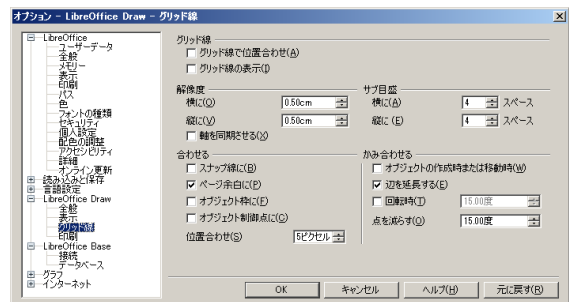 オプション - LibreOffice Draw - グリッド線
LibreOffice
ユーザーデータ
全般
メモリー
表示
印刷
パス
色
フォントの種類
セキュリティ
個人設定
配色の調整
アクセシビリティ
詳細
オンライン更新
読み込みと保存
言語設定
LibreOffice Draw
全般
表示
グリッド線
印刷
LibreOffice Base
接続
データベース
グラフ
インターネット
グリッド線
グリッド線で位置合わせ(A)
グリッド線の表示(I)
解像度
横に(O) 0.50cm
縦に(V) 0.50cm
軸を同期させる(X)
サブ目盛
横に(A) 4 スペース
縦に (E) 4 スペース
合わせる
スナップ線に(B)
ページ余白に(P)
オブジェクト枠に(F)
オブジェクト制御点に(G)
位置合わせ(S) 5ピクセル
かみ合わせる
オブジェクトの作成時または移動時(W)
辺を延長する(E)
回転時(T) 15.00度
点を減らす(O) 15.00度
OK キャンセル ヘルプ(H) 元に戻す(R)